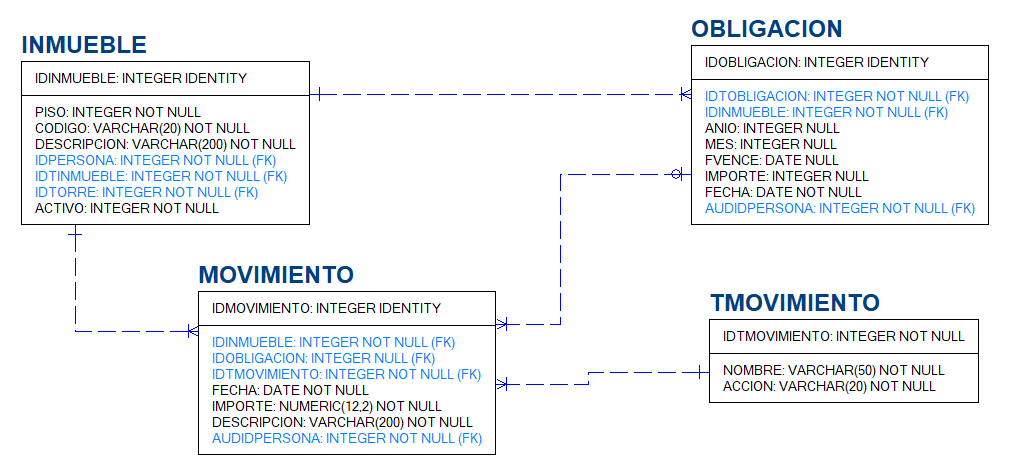 INMUEBLE
IDINMUEBLE: INTEGER IDENTITY
PISO: INTEGER NOT NULL
CODIGO: VARCHAR(20) NOT NULL
DESCRIPCION: VARCHAR(200) NOT NULL
IDPERSONA: INTEGER NOT NULL (FK)
IDTINMUEBLE: INTEGER NOT NULL (FK)
IDTORRE: INTEGER NOT NULL (FK)
ACTIVO: INTEGER NOT NULL
OBLIGACION
IDOBLIGACION: INTEGER IDENTITY
IDTOBLIGACION: INTEGER NOT NULL (FK)
IDINMUEBLE: INTEGER NOT NULL (FK)
ANIO: INTEGER NULL
MES: INTEGER NULL
FVENCE: DATE NULL
IMPORTE: INTEGER NULL
FECHA: DATE NOT NULL
AUDIDPERSONA: INTEGER NOT NULL (FK)
MOVIMIENTO
IDMOVIMIENTO: INTEGER IDENTITY
IDINMUEBLE: INTEGER NOT NULL (FK)
IDOBLIGACION: INTEGER NULL (FK)
IDTMOVIMIENTO: INTEGER NOT NULL (FK)
FECHA: DATE NOT NULL
IMPORTE: NUMERIC(12,2) NOT NULL
DESCRIPCION: VARCHAR(200) NOT NULL
AUDIDPERSONA: INTEGER NOT NULL (FK)
TMOVIMIENTO
IDTMOVIMIENTO: INTEGER NOT NULL
NOMBRE: VARCHAR(50) NOT NULL
ACCION: VARCHAR(20) NOT NULL